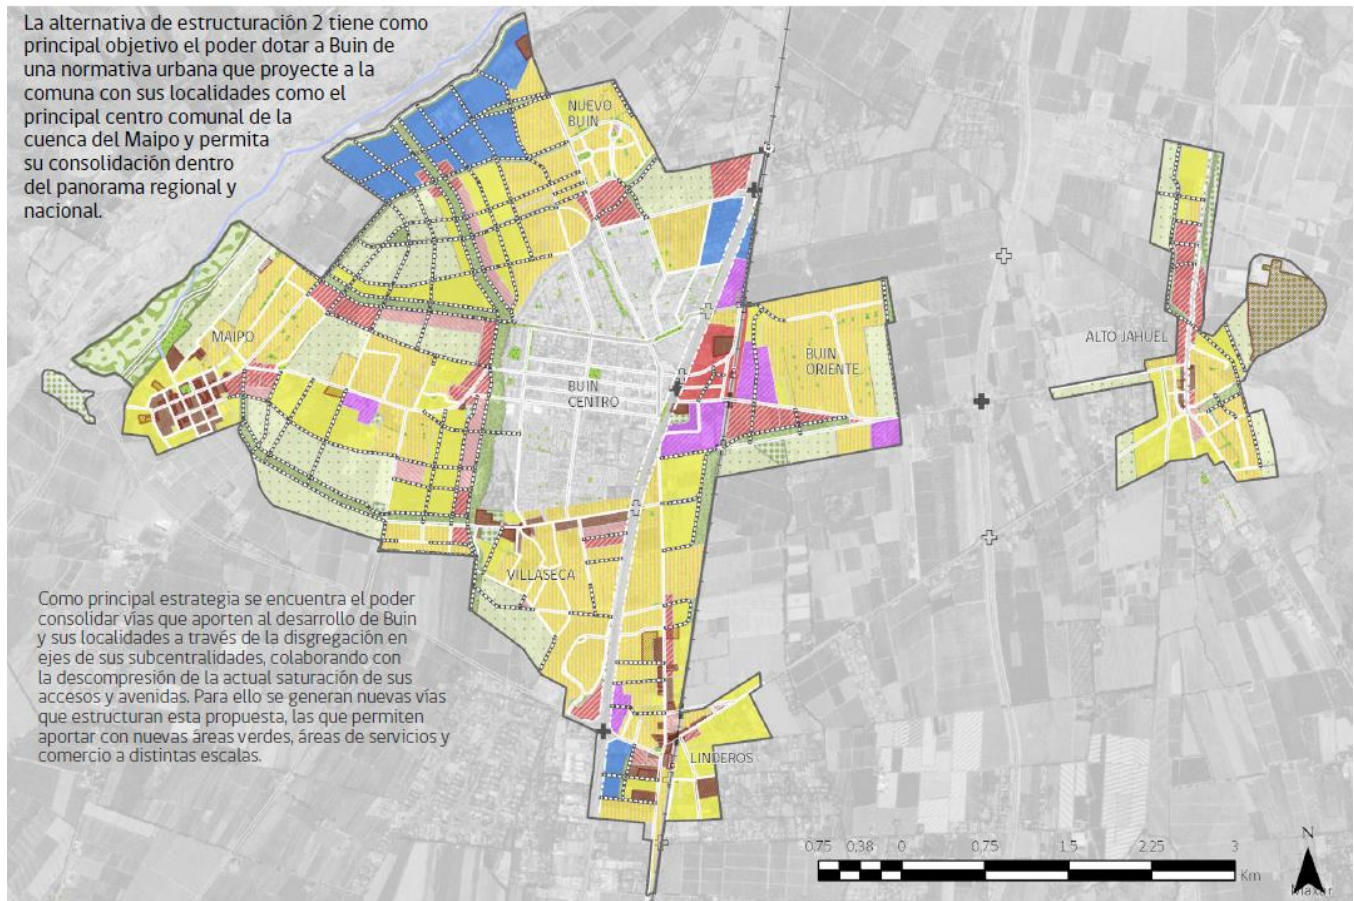 La alternativa de estructuración 2 tiene como
principal objetivo el poder dotar a Buin de
una normativa urbana que proyecte a la
comuna con sus localidades como el
principal centro comunal de la
cuenca del Maipo y permita
su consolidación dentro
del panorama regional y
nacional.
NUEVO
BUIN
MAIPO
BUIN
CENTRO
BUIN
ORIENTE
ALTO JAHUEL
VILLASECA
LINDEROS
Como principal estrategia se encuentra el poder
consolidar vías que aporten al desarrollo de Buin
y sus localidades a través de la disgregación en
ejes de sus subcentralidades, colaborando con
la descompresión de la actual saturación de sus
accesos y avenidas. Para ello se generan nuevas vías
que estructuran esta propuesta, las que permiten
aportar con nuevas áreas verdes, áreas de servicios y
comercio a distintas escalas.
0,75 0,38 0 0,75 1,5 2,25 3
Km
N
Maxar